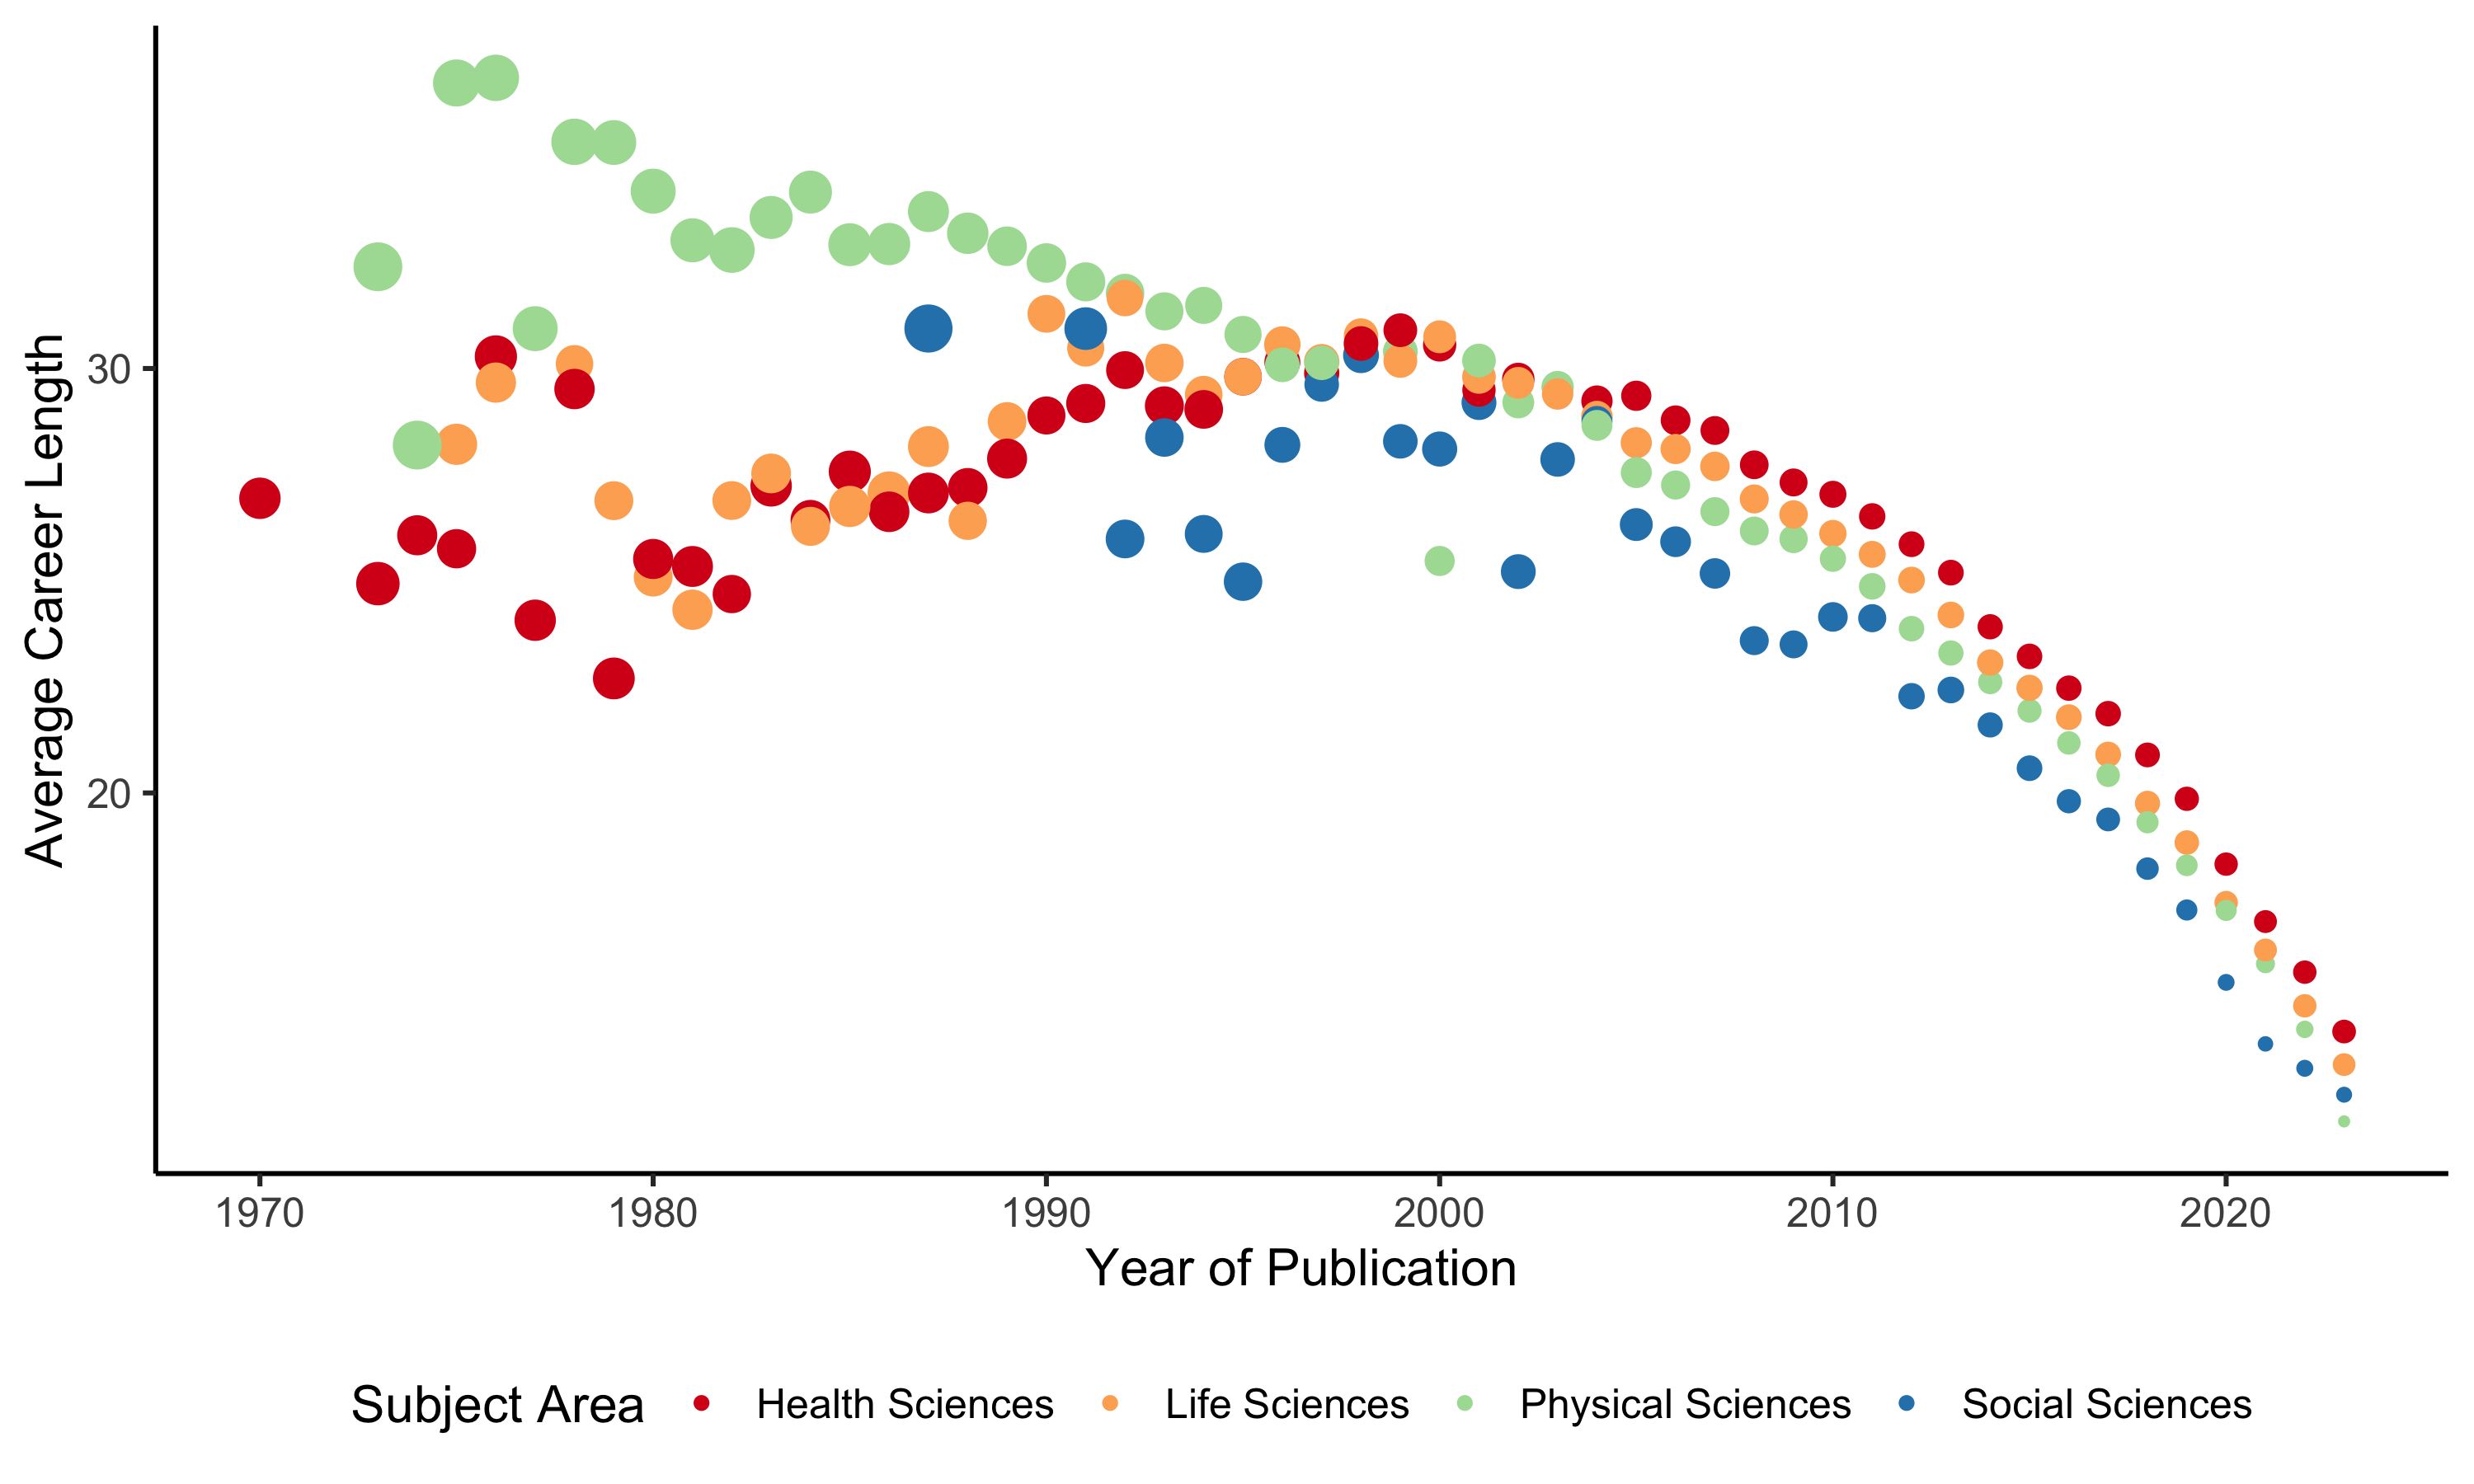 Average Career Length
30
20
1970 1980 1990 2000 2010 2020
Year of Publication
Subject Area Health Sciences Life Sciences Physical Sciences Social Sciences